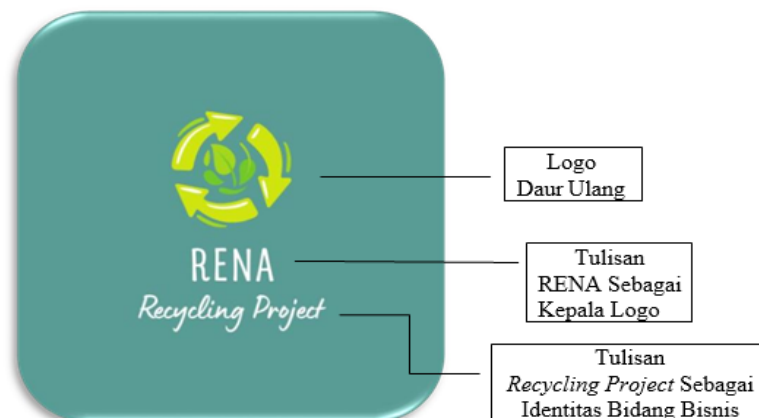 RENA
Recycling Project
Logo
Daur Ulang
Tulisan
RENA Sebagai
Kepala Logo
Tulisan
Recycling Project Sebagai
Identitas Bidang Bisnis